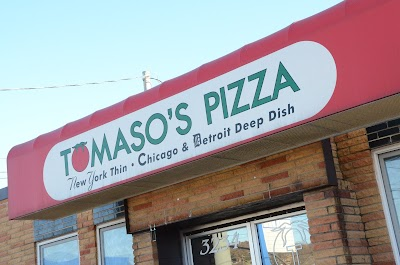 TOMASO'S PIZZA
New York Thin • Chicago & Detroit Deep Dish